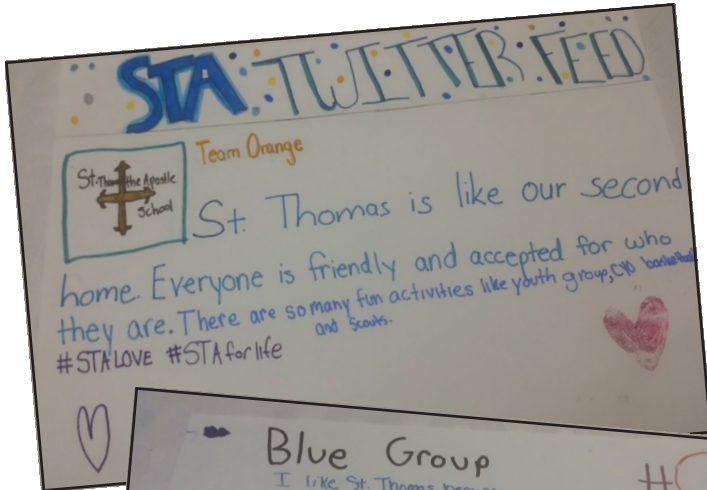 STA TWITTER FEED
Team Orange
St. Thomas the Apostle
School
St. Thomas is like our second
home. Everyone is friendly and accepted for who
they are. There are so many fun activities like youth group, CYO basketball
and Scouts.
#STALOVE #STAforlife
Blue Group
I like St. Thomas because
#